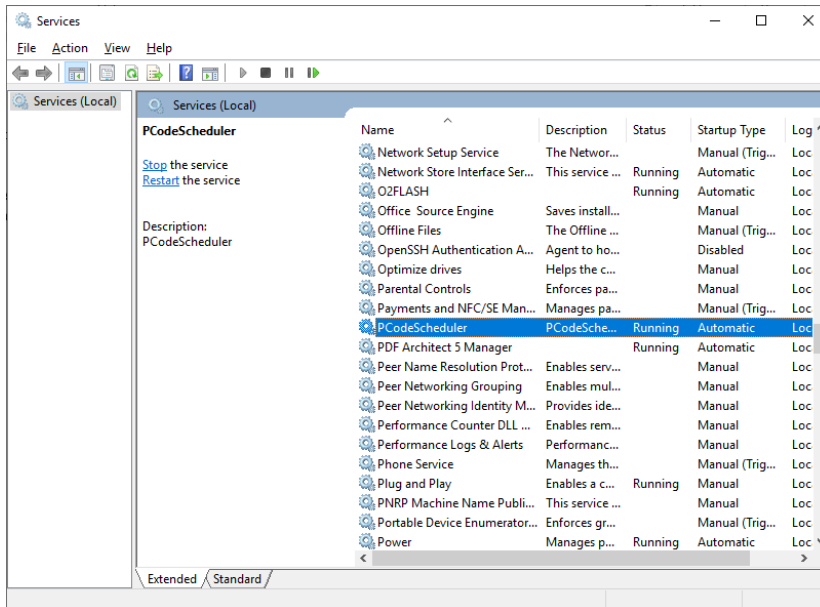 Services
File Action View Help
Services (Local)
Services (Local)
PCodeScheduler
Stop the service
Restart the service
Description:
PCodeScheduler
Name Description Status Startup Type Log
Network Setup Service The Networ... Manual (Trig... Loc
Network Store Interface Ser... This service ... Running Automatic Loc
O2FLASH Running Automatic Loc
Office Source Engine Saves install... Manual Loc
Offline Files The Offline ... Manual (Trig... Loc
OpenSSH Authentication A... Agent to ho... Disabled Loc
Optimize drives Helps the c... Manual Loc
Parental Controls Enforces pa... Manual Loc
Payments and NFC/SE Man... Manages pa... Manual (Trig... Loc
PCodeScheduler PCodeSche... Running Automatic Loc
PDF Architect 5 Manager Running Automatic Loc
Peer Name Resolution Prot... Enables serv... Manual Loc
Peer Networking Grouping Enables mul... Manual Loc
Peer Networking Identity M... Provides ide... Manual Loc
Performance Counter DLL ... Enables rem... Manual Loc
Performance Logs & Alerts Performanc... Manual Loc
Phone Service Manages th... Manual (Trig... Loc
Plug and Play Enables a c... Running Manual Loc
PNRP Machine Name Publi... This service ... Manual Loc
Portable Device Enumerator... Enforces gr... Manual (Trig... Loc
Power Manages p... Running Automatic Loc
Extended Standard